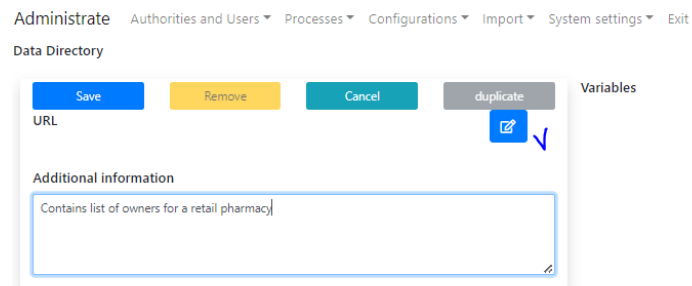 Administrate Authorities and Users Processes Configurations Import System settings Exit
Data Directory
Save Remove Cancel duplicate Variables
URL
Additional information
Contains list of owners for a retail pharmacy